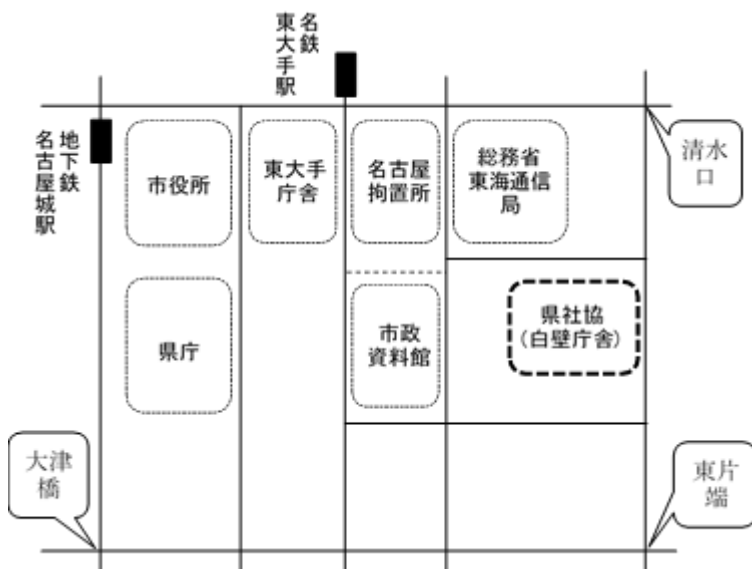 名鉄
東大手駅
地下鉄
名古屋城駅
市役所
東大手
庁舎
名古屋
拘置所
総務省
東海通信
局
清水
口
県庁
市政
資料館
県社協
(白壁庁舎)
大津
橋
東片
端